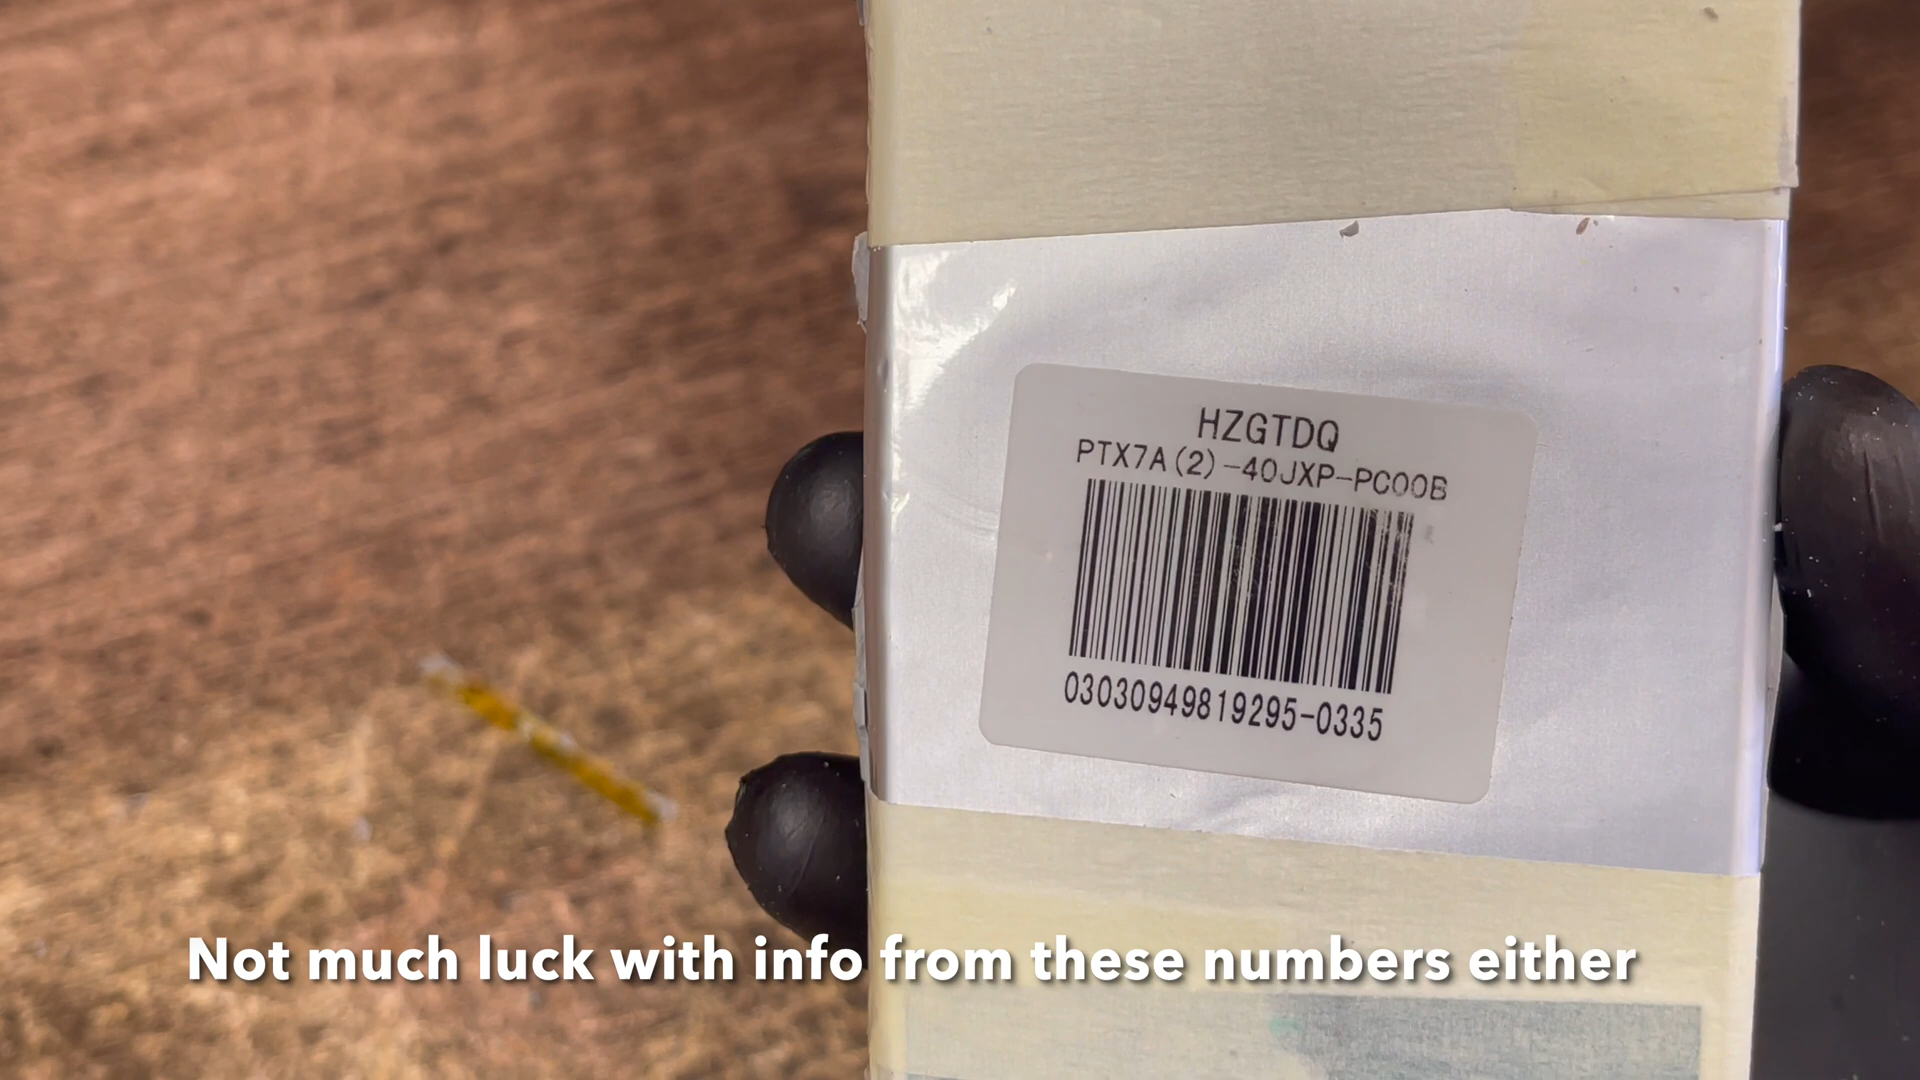 HZGTDQ
PTX7A(2)-40JXP-PC00B
03030949819295-0335
Not much luck with info from these numbers either